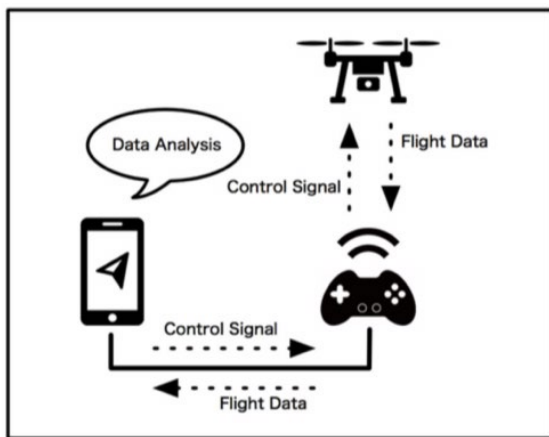 Data Analysis
Flight Data
Control Signal
Control Signal
Flight Data